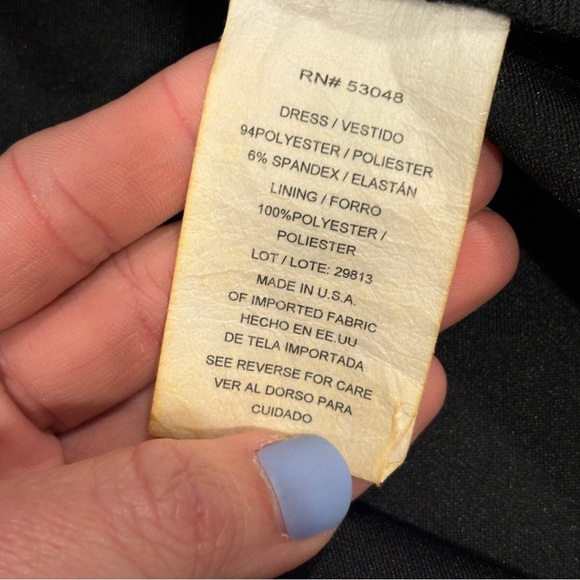 RN# 53048
DRESS / VESTIDO
94POLYESTER / POLIESTER
6% SPANDEX / ELASTÁN
LINING / FORRO
100%POLYESTER /
POLIESTER
LOT / LOTE: 29813
MADE IN U.S.A.
OF IMPORTED FABRIC
HECHO EN EE.UU
DE TELA IMPORTADA
SEE REVERSE FOR CARE
VER AL DORSO PARA
CUIDADO